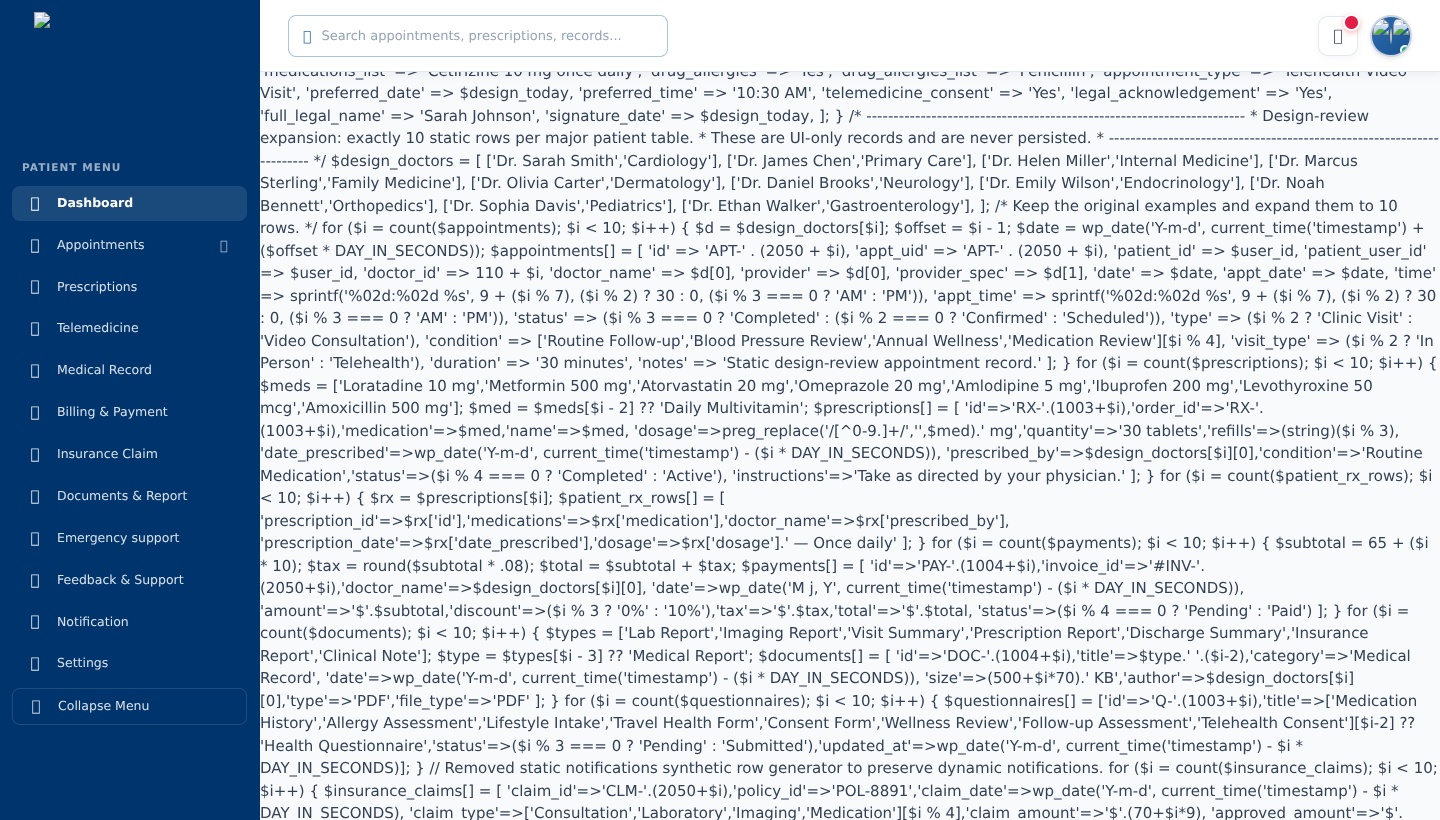 Search appointments, prescriptions, records...
PATIENT MENU
Dashboard
Appointments
Prescriptions
Telemedicine
Medical Record
Billing & Payment
Insurance Claim
Documents & Report
Emergency support
Feedback & Support
Notification
Settings
Collapse Menu
'medications_list' => 'Cetirizine 10 mg once daily', 'drug_allergies' => 'Yes', 'drug_allergies_list' => 'Penicillin', 'appointment_type' => 'Telehealth Video
Visit', 'preferred_date' => $design_today, 'preferred_time' => '10:30 AM', 'telemedicine_consent' => 'Yes', 'legal_acknowledgement' => 'Yes',
'full_legal_name' => 'Sarah Johnson', 'signature_date' => $design_today, ]; } /* ---------------------------------------------------------------------- * Design-review
expansion: exactly 10 static rows per major patient table. * These are UI-only records and are never persisted. * -------------------------------------------------------------
--------- */ $design_doctors = [ ['Dr. Sarah Smith','Cardiology'], ['Dr. James Chen','Primary Care'], ['Dr. Helen Miller','Internal Medicine'], ['Dr. Marcus
Sterling','Family Medicine'], ['Dr. Olivia Carter','Dermatology'], ['Dr. Daniel Brooks','Neurology'], ['Dr. Emily Wilson','Endocrinology'], ['Dr. Noah
Bennett','Orthopedics'], ['Dr. Sophia Davis','Pediatrics'], ['Dr. Ethan Walker','Gastroenterology'], ]; /* Keep the original examples and expand them to 10
rows. */ for ($i = count($appointments); $i < 10; $i++) { $d = $design_doctors[$i]; $offset = $i - 1; $date = wp_date('Y-m-d', current_time('timestamp') +
($offset * DAY_IN_SECONDS)); $appointments[] = [ 'id' => 'APT-' . (2050 + $i), 'appt_uid' => 'APT-' . (2050 + $i), 'patient_id' => $user_id, 'patient_user_id'
=> $user_id, 'doctor_id' => 110 + $i, 'doctor_name' => $d[0], 'provider' => $d[0], 'provider_spec' => $d[1], 'date' => $date, 'appt_date' => $date, 'time'
=> sprintf('%02d:%02d %s', 9 + ($i % 7), ($i % 2) ? 30 : 0, ($i % 3 === 0 ? 'AM' : 'PM')), 'appt_time' => sprintf('%02d:%02d %s', 9 + ($i % 7), ($i % 2) ? 30
: 0, ($i % 3 === 0 ? 'AM' : 'PM')), 'status' => ($i % 3 === 0 ? 'Completed' : ($i % 2 === 0 ? 'Confirmed' : 'Scheduled')), 'type' => ($i % 2 ? 'Clinic Visit' :
'Video Consultation'), 'condition' => ['Routine Follow-up','Blood Pressure Review','Annual Wellness','Medication Review'][$i % 4], 'visit_type' => ($i % 2 ? 'In
Person' : 'Telehealth'), 'duration' => '30 minutes', 'notes' => 'Static design-review appointment record.' ]; } for ($i = count($prescriptions); $i < 10; $i++) {
$meds = ['Loratadine 10 mg','Metformin 500 mg','Atorvastatin 20 mg','Omeprazole 20 mg','Amlodipine 5 mg','Ibuprofen 200 mg','Levothyroxine 50
mcg','Amoxicillin 500 mg']; $med = $meds[$i - 2] ?? 'Daily Multivitamin'; $prescriptions[] = [ 'id'=>'RX-'.(1003+$i),'order_id'=>'RX-'.
(1003+$i),'medication'=>$med,'name'=>$med, 'dosage'=>preg_replace('/[^0-9.]+/','',$med).' mg','quantity'=>'30 tablets','refills'=>(string)($i % 3),
'date_prescribed'=>wp_date('Y-m-d', current_time('timestamp') - ($i * DAY_IN_SECONDS)), 'prescribed_by'=>$design_doctors[$i][0],'condition'=>'Routine
Medication','status'=>($i % 4 === 0 ? 'Completed' : 'Active'), 'instructions'=>'Take as directed by your physician.' ]; } for ($i = count($patient_rx_rows); $i
< 10; $i++) { $rx = $prescriptions[$i]; $patient_rx_rows[] = [
'prescription_id'=>$rx['id'],'medications'=>$rx['medication'],'doctor_name'=>$rx['prescribed_by'],
'prescription_date'=>$rx['date_prescribed'],'dosage'=>$rx['dosage'].' — Once daily' ]; } for ($i = count($payments); $i < 10; $i++) { $subtotal = 65 + ($i
* 10); $tax = round($subtotal * .08); $total = $subtotal + $tax; $payments[] = [ 'id'=>'PAY-'.(1004+$i),'invoice_id'=>'#INV-'.
(2050+$i),'doctor_name'=>$design_doctors[$i][0], 'date'=>wp_date('M j, Y', current_time('timestamp') - ($i * DAY_IN_SECONDS)),
'amount'=>'$'.$subtotal,'discount'=>($i % 3 ? '0%' : '10%'),'tax'=>'$'.$tax,'total'=>'$'.$total, 'status'=>($i % 4 === 0 ? 'Pending' : 'Paid') ]; } for ($i =
count($documents); $i < 10; $i++) { $types = ['Lab Report','Imaging Report','Visit Summary','Prescription Report','Discharge Summary','Insurance
Report','Clinical Note']; $type = $types[$i - 3] ?? 'Medical Report'; $documents[] = [ 'id'=>'DOC-'.(1004+$i),'title'=>$type.' '.($i-2),'category'=>'Medical
Record', 'date'=>wp_date('Y-m-d', current_time('timestamp') - ($i * DAY_IN_SECONDS)), 'size'=>(500+$i*70).' KB','author'=>$design_doctors[$i]
[0],'type'=>'PDF','file_type'=>'PDF' ]; } for ($i = count($questionnaires); $i < 10; $i++) { $questionnaires[] = ['id'=>'Q-'.(1003+$i),'title'=>['Medication
History','Allergy Assessment','Lifestyle Intake','Travel Health Form','Consent Form','Wellness Review','Follow-up Assessment','Telehealth Consent'][$i-2] ??
'Health Questionnaire','status'=>($i % 3 === 0 ? 'Pending' : 'Submitted'),'updated_at'=>wp_date('Y-m-d', current_time('timestamp') - $i *
DAY_IN_SECONDS)]; } // Removed static notifications synthetic row generator to preserve dynamic notifications. for ($i = count($insurance_claims); $i < 10;
$i++) { $insurance_claims[] = [ 'claim_id'=>'CLM-'.(2050+$i),'policy_id'=>'POL-8891','claim_date'=>wp_date('Y-m-d', current_time('timestamp') - $i *
DAY_IN_SECONDS), 'claim_type'=>['Consultation','Laboratory','Imaging','Medication'][$i % 4],'claim_amount'=>'$'.(70+$i*9), 'approved_amount'=>'$'.